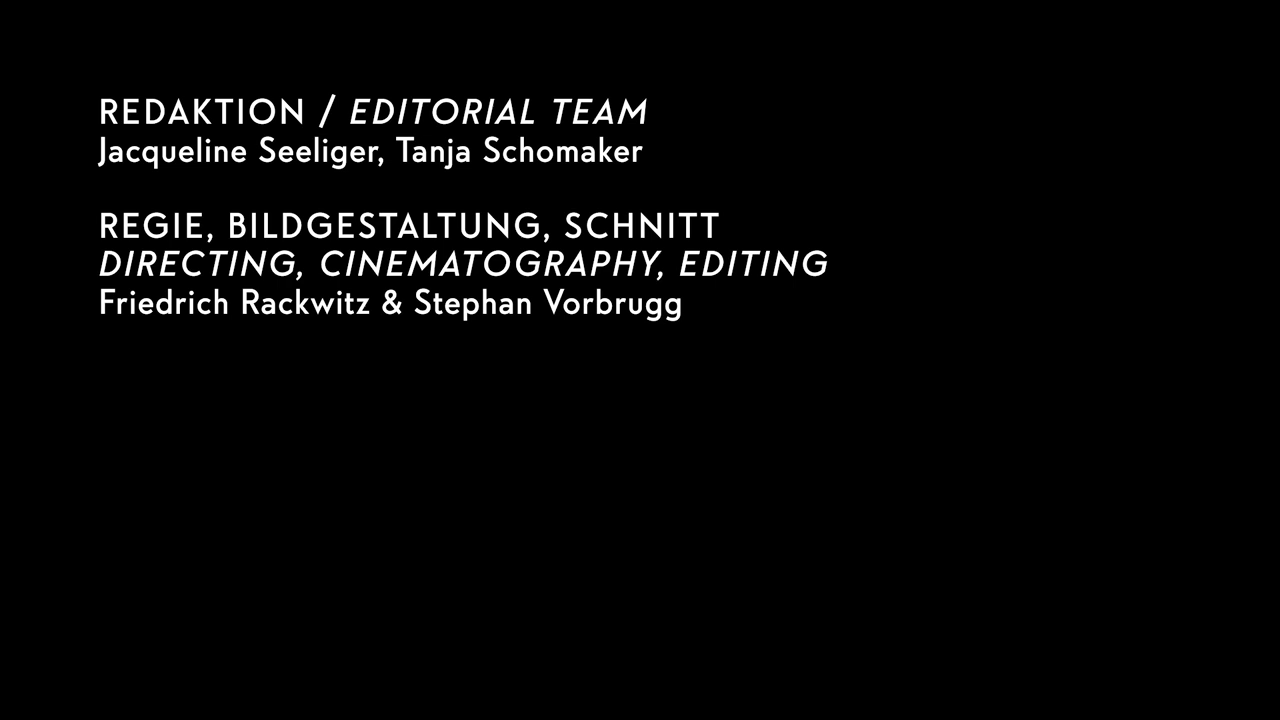 REDAKTION / EDITORIAL TEAM
Jacqueline Seeliger, Tanja Schomaker
REGIE, BILDGESTALTUNG, SCHNITT
DIRECTING, CINEMATOGRAPHY, EDITING
Friedrich Rackwitz & Stephan Vorbrugg